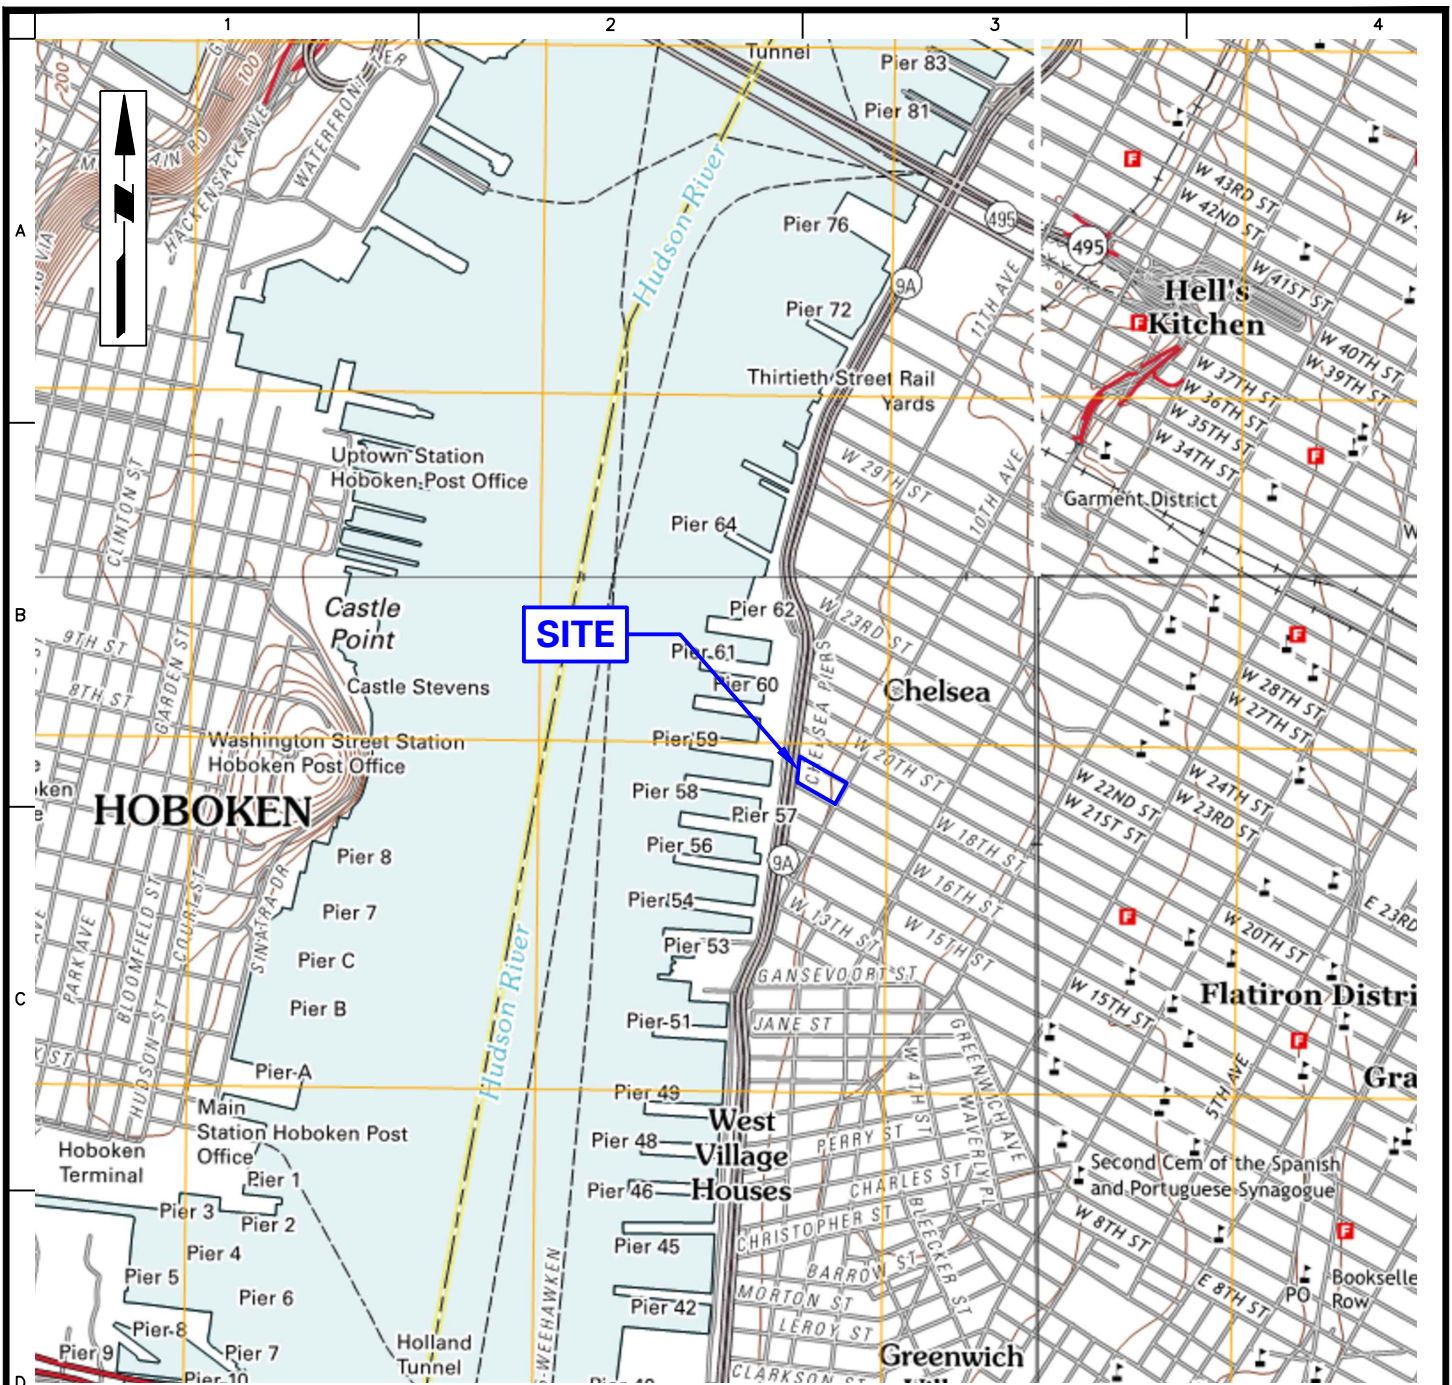 1
2
3
4
A
B
C
D
Tunnel
Pier 83
Pier 81
200
100
HACKENSACK AVE
WATERFRONT TER
Hudson River
Pier 76
495
495
9A
W 43RD ST
W 42ND ST
W 41ST ST
W 40TH ST
W 39TH ST
Hell's
Kitchen
11TH AVE
Pier 72
Thirtieth Street Rail
Yards
W 37TH ST
W 36TH ST
W 35TH ST
W 34TH ST
F
F
F
F
F
F
F
Uptown Station
Hoboken Post Office
CLINTON ST
W 29TH ST
10TH AVE
Garment District
Pier 64
Castle
Point
SITE
Pier 62
Pier 61
Pier 60
Pier 59
W 23RD ST
CHELSEA PIERS
Chelsea
9TH ST
8TH ST
GARDEN ST
Castle Stevens
Washington Street Station
Hoboken Post Office
W 28TH ST
W 27TH ST
W 20TH ST
W 24TH ST
W 23RD ST
W 22ND ST
W 21ST ST
HOBOKEN
Pier 58
Pier 57
Pier 56
9A
W 18TH ST
W 16TH ST
W 15TH ST
W 13TH ST
Pier 8
Pier 7
Pier C
Pier B
Pier A
Pier 54
Pier 53
Pier 51
PARK AVE
BLOOMFIELD ST
COURT ST
SINATRA DR
HUDSON ST
Hudson River
GANSEVOORT ST
JANE ST
W 4TH ST
GREENWICH AVE
WAVERLY PL
E 23RD
W 20TH ST
W 15TH ST
Flatiron Distri
5TH AVE
Gra
Pier 49
Pier 48
Pier 46
Pier 45
Pier 42
West
Village
Houses
PERRY ST
CHARLES ST
CHRISTOPHER ST
BLEECKER ST
BARROW ST
MORTON ST
LEROY ST
CLARKSON ST
Main
Station Hoboken Post
Office
Hoboken
Terminal
Pier 1
Pier 3
Pier 2
Pier 4
Pier 5
Pier 6
Pier 8
Pier 9
Pier 7
Pier 10
Holland
Tunnel
WEEHAWKEN
Second Cem of the Spanish
and Portuguese Synagogue
W 8TH ST
E 8TH ST
PO
Bookselle
Row
Greenwich